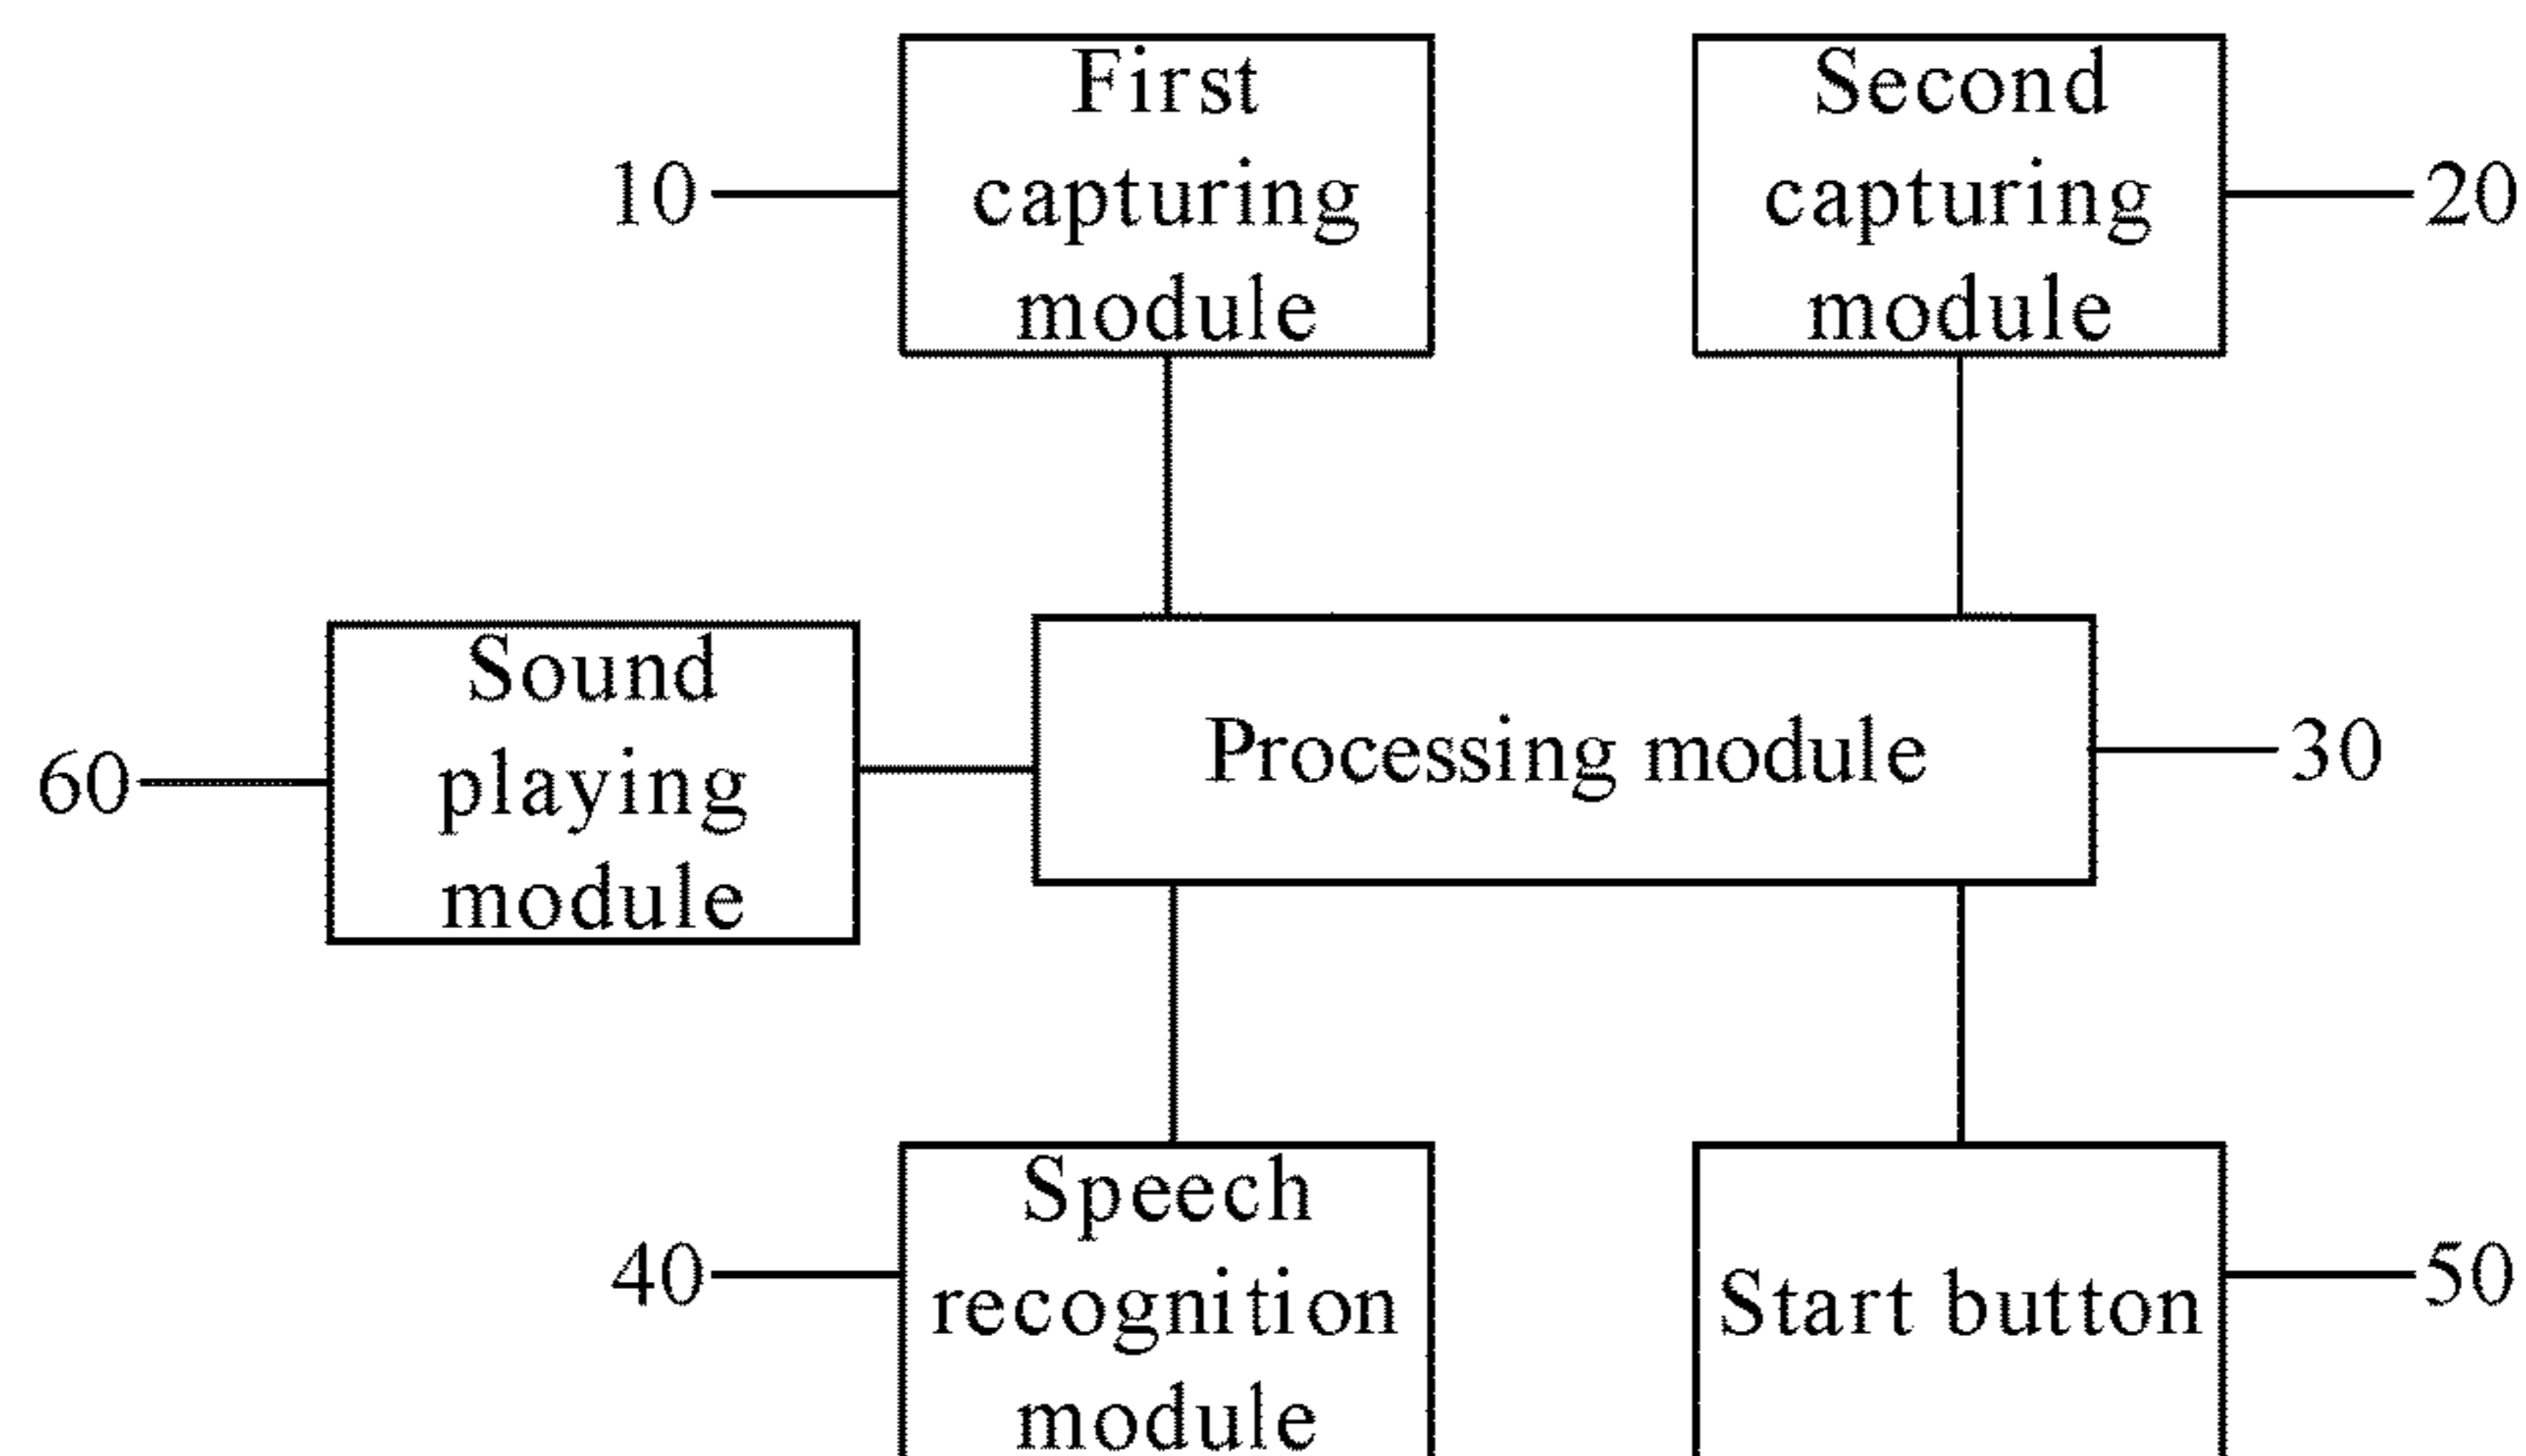 First
capturing
module
10
Second
capturing
module
20
Sound
playing
module
60
Processing module
30
Speech
recognition
module
40
Start button
50